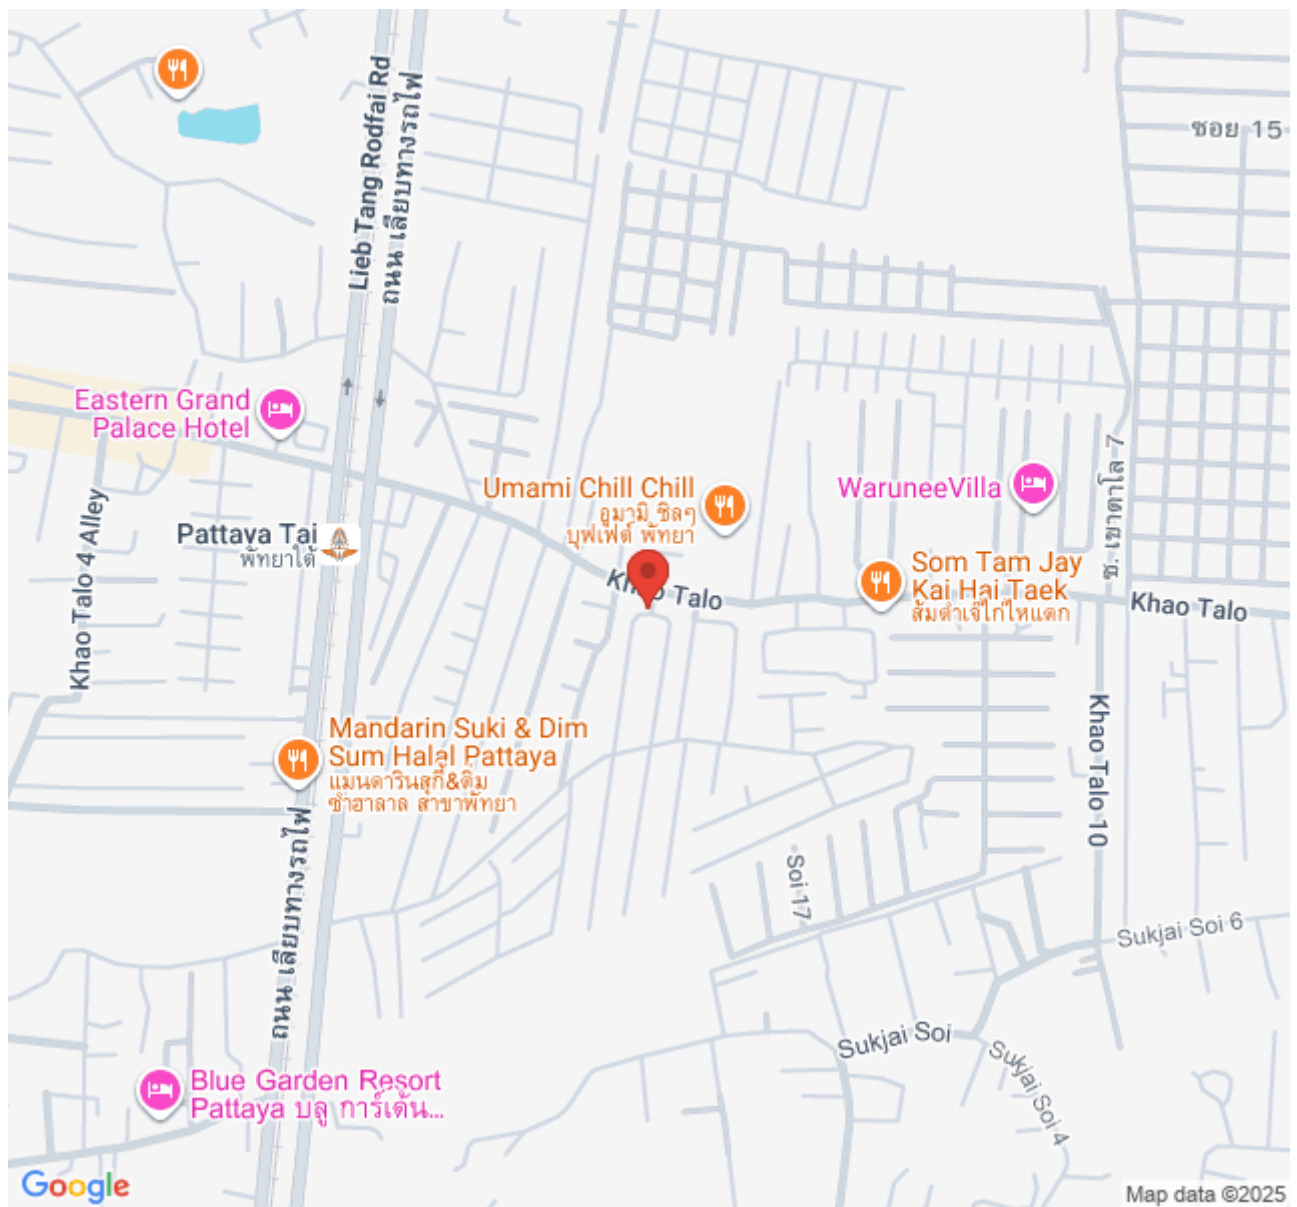 ซอย 15
Lieb Tang Rodfai Rd
ถนน เลียบทางรถไฟ
Eastern Grand
Palace Hotel
Khao Talo 4 Alley
Pattaya Tai
พัทยาใต้
Umami Chill Chill
อูมามิ ชิลๆ
บุฟเฟต์ พัทยา
WaruneeVilla
ซ. เขาตาโล 7
Som Tam Jay
Kai Hai Taek
ส้มตำเจ๊ไก่ไหแตก
Khao Talo
Khao Talo
Mandarin Suki & Dim
Sum Halal Pattaya
แมนดารินสุกี้&ติ่ม
ซำฮาลาล สาขาพัทยา
Khao Talo 10
Soi 17
Sukjai Soi 6
ถนน เลียบทางรถไฟ
Sukjai Soi
Sukjai Soi 4
Blue Garden Resort
Pattaya บลู การ์เด้น...
Google
Map data ©2025